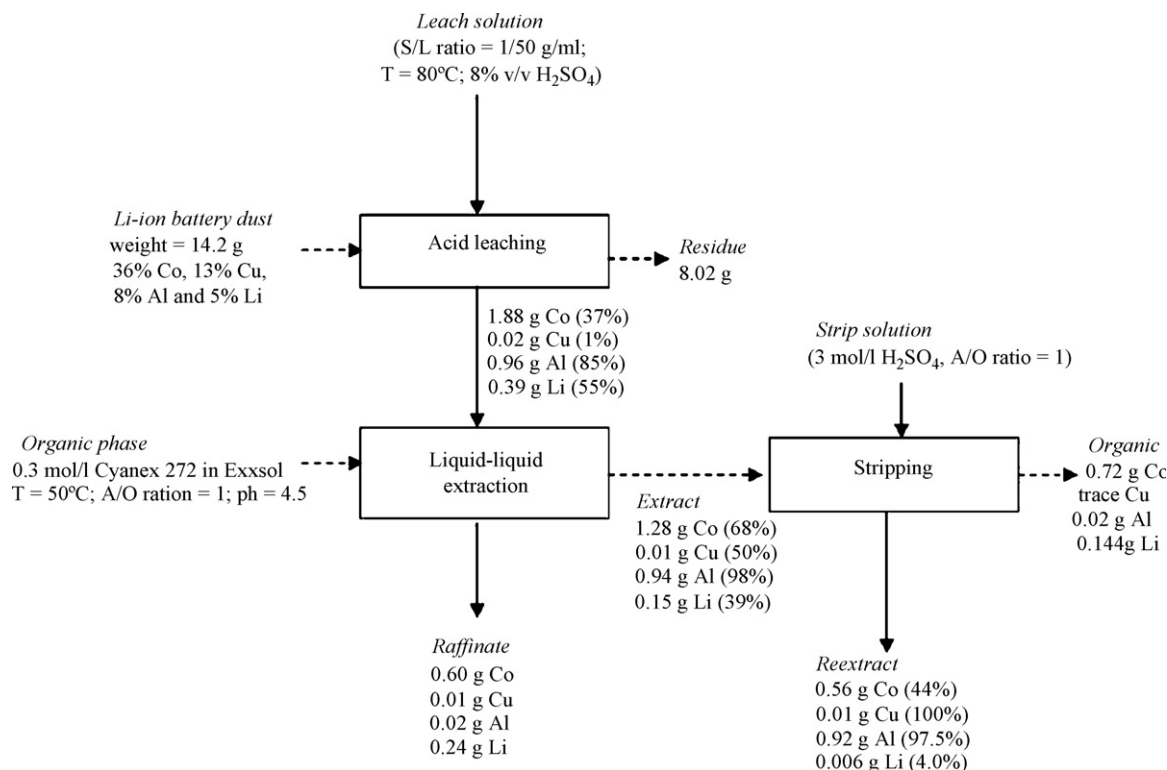 Leach solution
(S/L ratio = 1/50 g/ml;
T = 80ºC; 8% v/v H₂SO₄)
Li-ion battery dust
weight = 14.2 g
36% Co, 13% Cu,
8% Al and 5% Li
Acid leaching
Residue
8.02 g
1.88 g Co (37%)
0.02 g Cu (1%)
0.96 g Al (85%)
0.39 g Li (55%)
Strip solution
(3 mol/l H₂SO₄, A/O ratio = 1)
Organic phase
0.3 mol/l Cyanex 272 in Exxsol
T = 50ºC; A/O ration = 1; ph = 4.5
Liquid-liquid
extraction
Extract
1.28 g Co (68%)
0.01 g Cu (50%)
0.94 g Al (98%)
0.15 g Li (39%)
Stripping
Organic
0.72 g Co
trace Cu
0.02 g Al
0.144g Li
Raffinate
0.60 g Co
0.01 g Cu
0.02 g Al
0.24 g Li
Reextract
0.56 g Co (44%)
0.01 g Cu (100%)
0.92 g Al (97.5%)
0.006 g Li (4.0%)